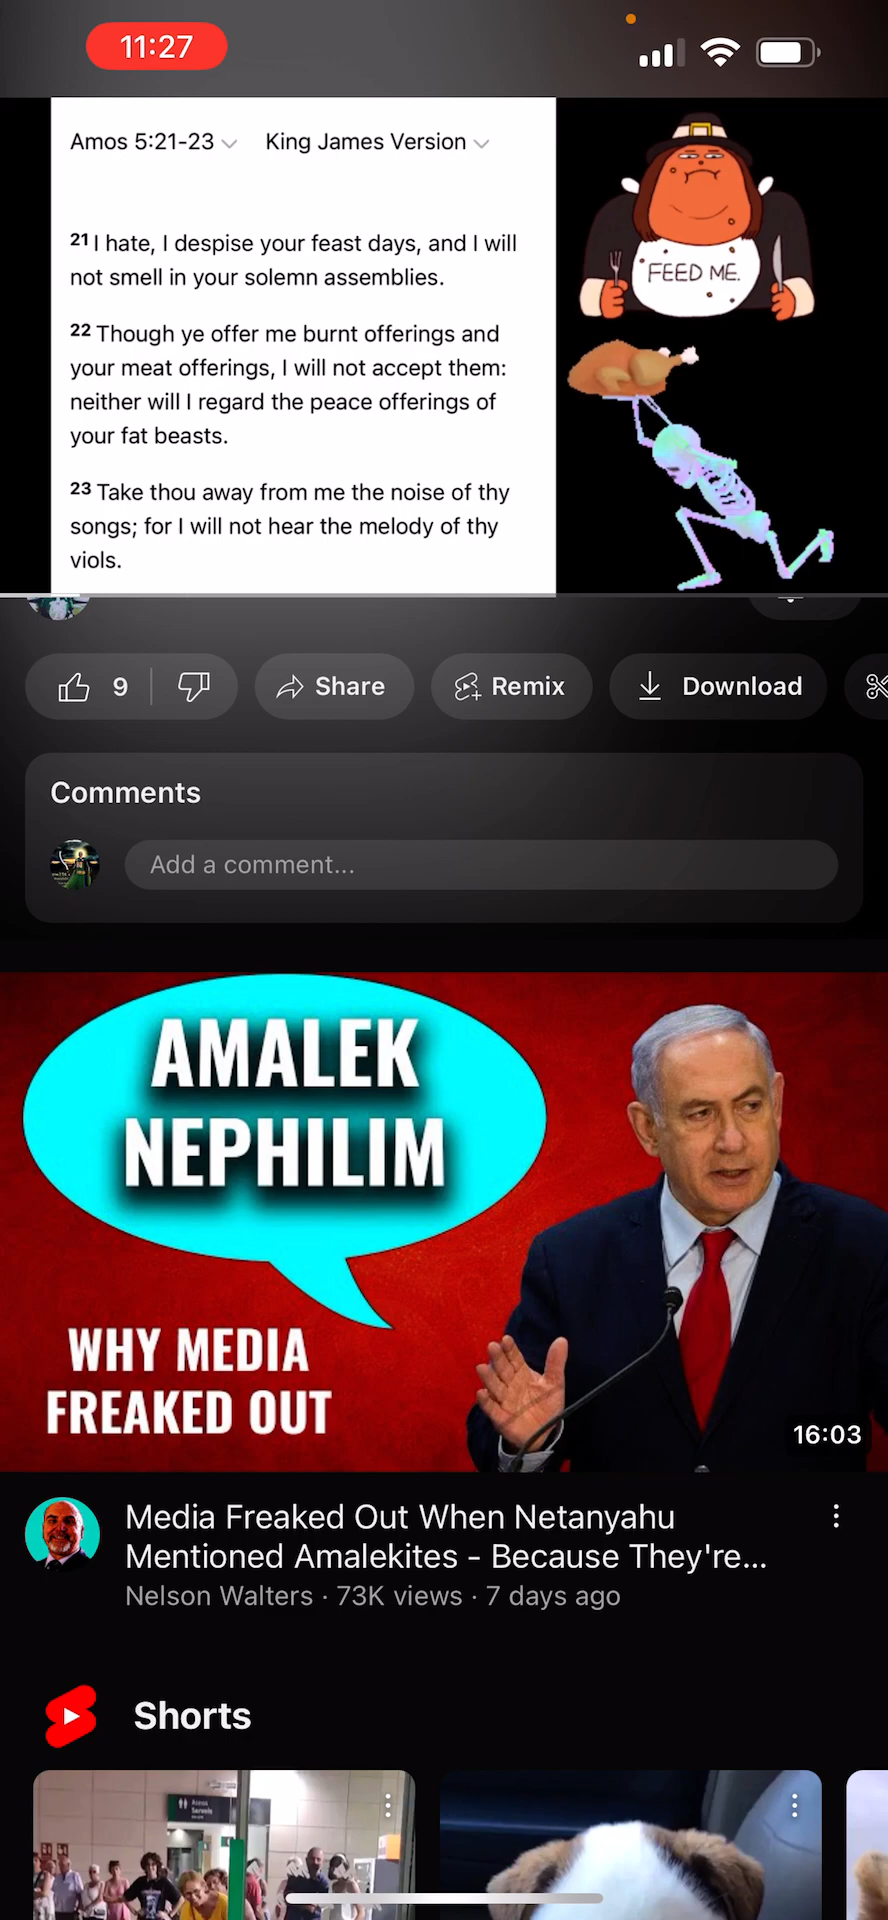 11:27
Amos 5:21-23 King James Version
21 I hate, I despise your feast days, and I will
not smell in your solemn assemblies.
22 Though ye offer me burnt offerings and
your meat offerings, I will not accept them:
neither will I regard the peace offerings of
your fat beasts.
23 Take thou away from me the noise of thy
songs; for I will not hear the melody of thy
viols.
FEED ME.
9 Share Remix Download
Comments
Add a comment...
AMALEK
NEPHILIM
WHY MEDIA
FREAKED OUT
16:03
Media Freaked Out When Netanyahu
Mentioned Amalekites - Because They're...
Nelson Walters · 73K views · 7 days ago
Shorts